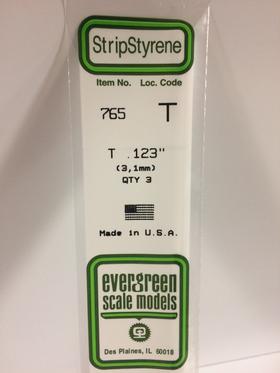 StripStyrene
Item No. Loc. Code
765 T
T .123"
(3,1mm)
QTY 3
Made in U.S.A.
evergreen
scale models
Des Plaines, IL 60018